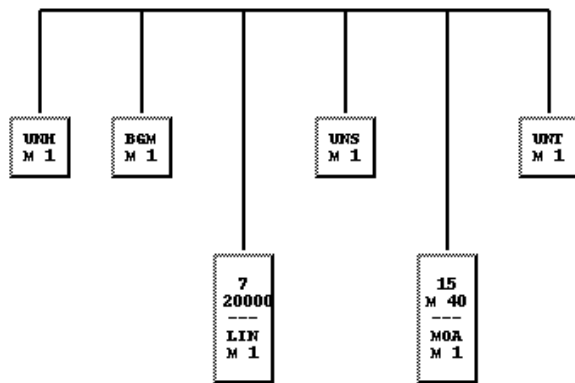 UNH
M 1
BGM
M 1
UNS
M 1
UNT
M 1
7
20000
---
LIN
M 1
15
M 40
---
MOA
M 1